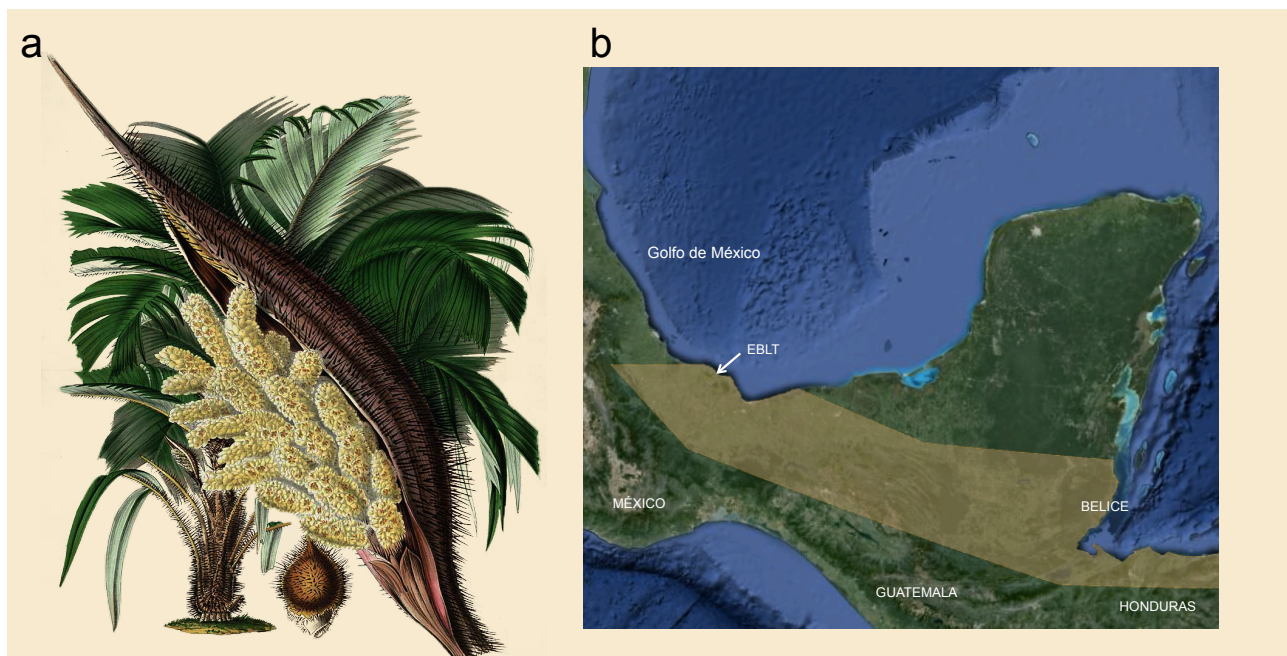 a
b
Golfo de México
EBLT
MÉXICO
BELICE
GUATEMALA
HONDURAS